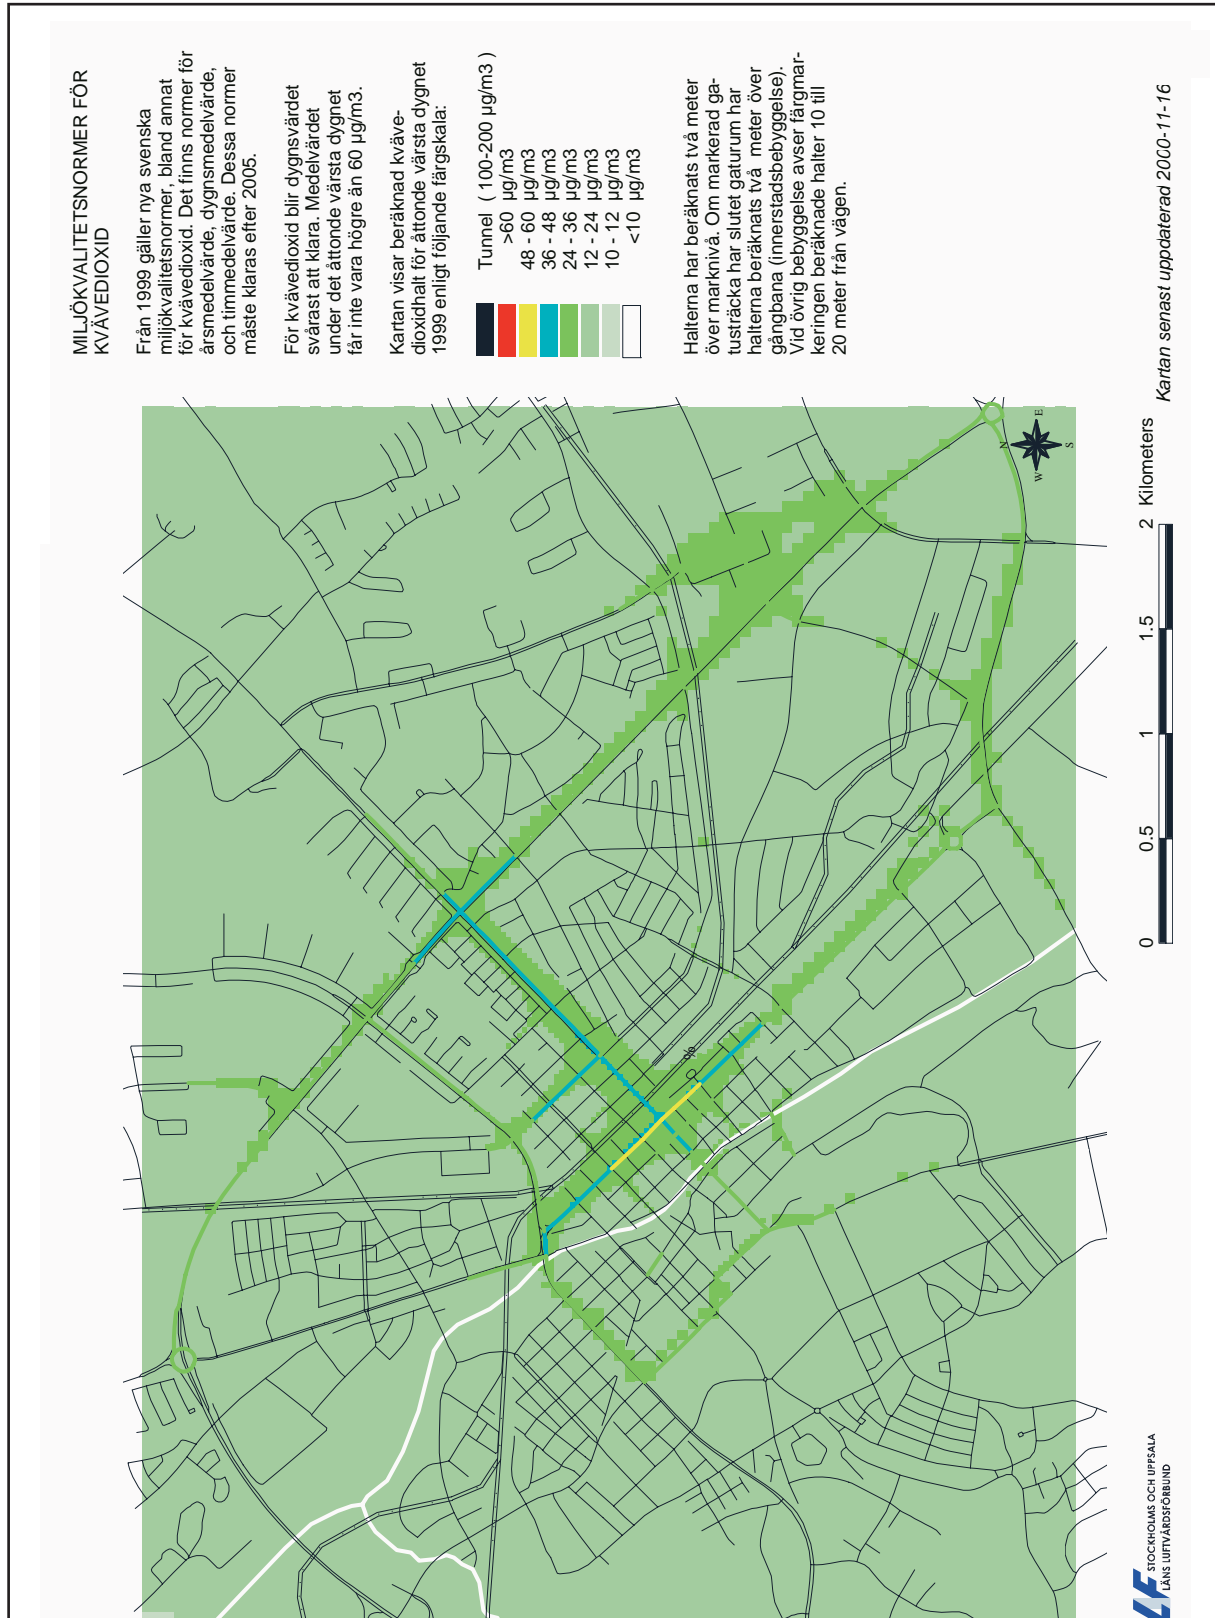 MILJÖKVALITETSNORMER FÖR
KVÄVEDIOXID
Från 1999 gäller nya svenska
miljökvalitetsnormer, bland annat
för kvävedioxid. Det finns normer för
årsmedelvärde, dygnsmedelvärde,
och timmedelvärde. Dessa normer
måste klaras efter 2005.
För kvävedioxid blir dygnsvärdet
svårast att klara. Medelvärdet
under det åttonde värsta dygnet
får inte vara högre än 60 µg/m3.
Kartan visar beräknad kväve-
dioxidhalt för åttonde värsta dygnet
1999 enligt följande färgskala:
Tunnel ( 100-200 µg/m3 )
>60 µg/m3
48 - 60 µg/m3
36 - 48 µg/m3
24 - 36 µg/m3
12 - 24 µg/m3
10 - 12 µg/m3
<10 µg/m3
Halterna har beräknats två meter
över marknivå. Om markerad ga-
tusträcka har slutet gaturum har
halterna beräknats två meter över
gångbana (innerstadsbebyggelse).
Vid övrig bebyggelse avser färgmar-
keringen beräknade halter 10 till
20 meter från vägen.
%
N
E
S
W
0 0.5 1 1.5 2 Kilometers
Kartan senast uppdaterad 2000-11-16
LF
STOCKHOLMS OCH UPPSALA
LÄNS LUFTVÅRDSFÖRBUND